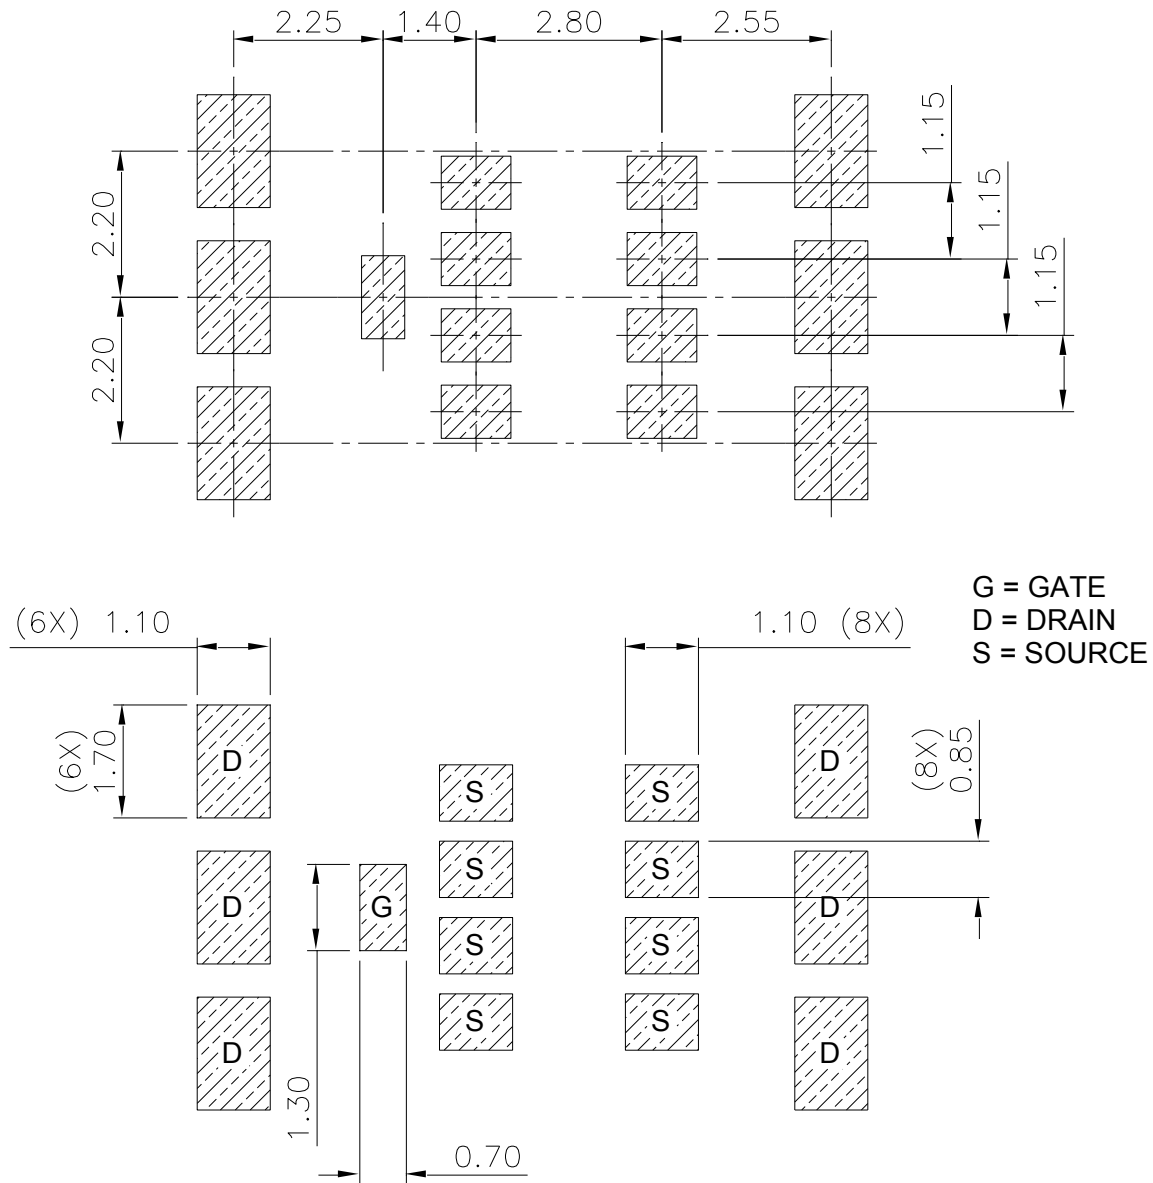 2.25 1.40 2.80 2.55
1.15
1.15
1.15
2.20
2.20
G = GATE
D = DRAIN
S = SOURCE
(6X) 1.10
1.10 (8X)
(6X)
1.70
(8X)
0.85
D D
S S
S S
D G D
S S
S S
D D
1.30
0.70